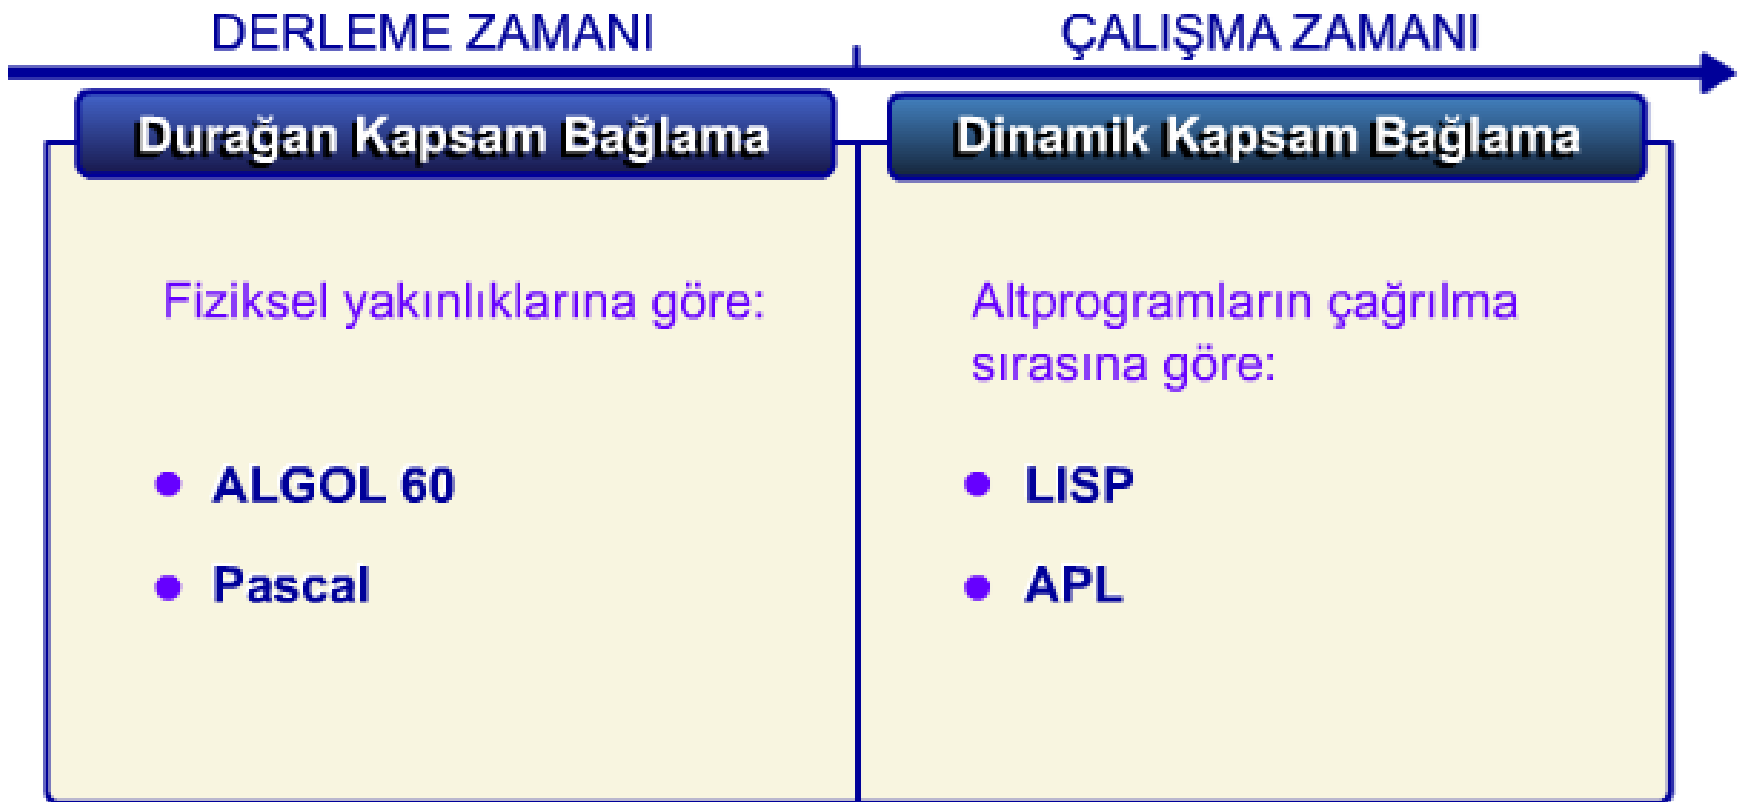 DERLEME ZAMANI
ÇALIŞMA ZAMANI
Durağan Kapsam Bağlama
Fiziksel yakınlıklarına göre:
ALGOL 60
Pascal
Dinamik Kapsam Bağlama
Altprogramların çağrılma
sırasına göre:
LISP
APL